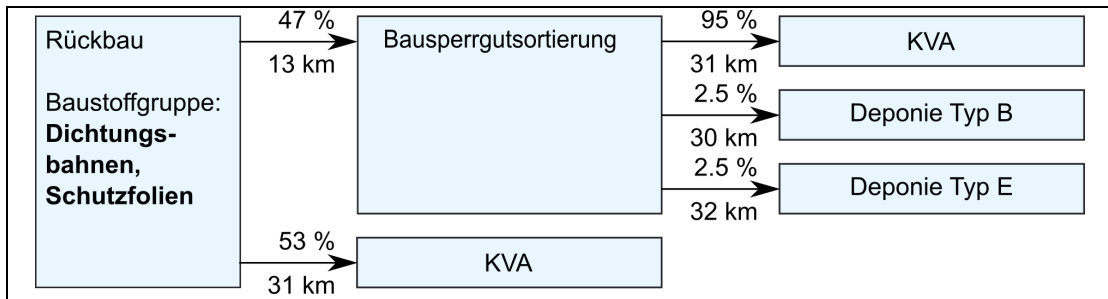 Rückbau
Baustoffgruppe:
Dichtungs-
bahnen,
Schutzfolien
47 %
13 km
Bausperrgutsortierung
95 %
31 km
KVA
2.5 %
30 km
Deponie Typ B
2.5 %
32 km
Deponie Typ E
53 %
31 km
KVA